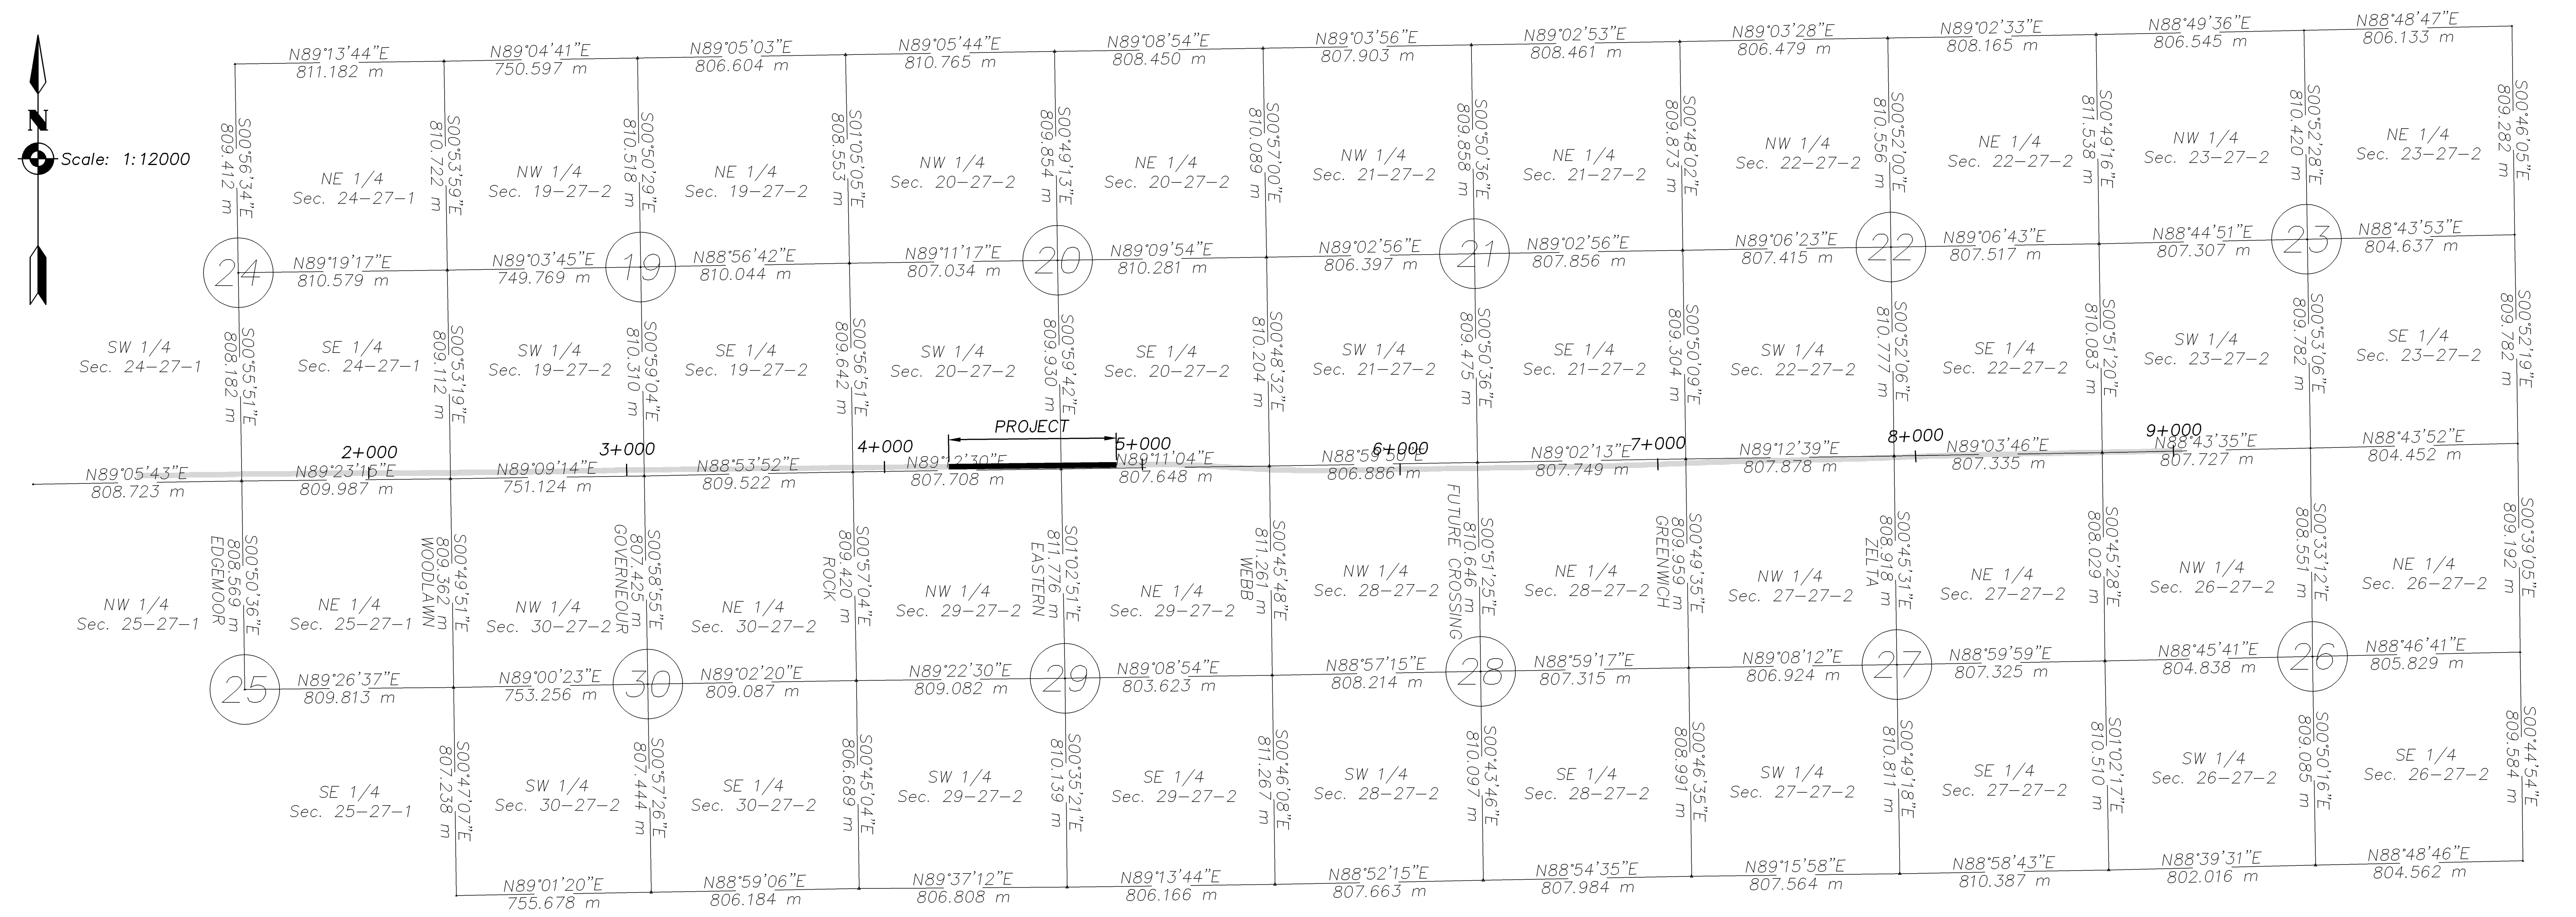 N89°13'44"E N89°04'41"E N89°05'03"E N89°05'44"E N89°08'54"E N89°03'56"E N89°02'53"E N89°03'28"E N89°02'33"E N88°49'36"E N88°48'47"E
811.182 m 750.597 m 806.604 m 810.765 m 808.450 m 807.903 m 808.461 m 806.479 m 808.165 m 806.545 m 806.133 m
N
Scale: 1:12000
S00°56'34"E S00°53'59"E S00°50'29"E S01°05'05"E S00°49'13"E S00°57'00"E S00°50'36"E S00°48'02"E S00°52'00"E S00°49'16"E S00°52'28"E S00°46'05"E
809.412 m 810.722 m 810.518 m 808.553 m 809.854 m 810.089 m 809.858 m 809.873 m 810.556 m 811.538 m 810.420 m 809.282 m
NE 1/4 NW 1/4 NE 1/4 NW 1/4 NE 1/4 NW 1/4 NE 1/4 NW 1/4 NE 1/4 NW 1/4 NE 1/4
Sec. 24-27-1 Sec. 19-27-2 Sec. 19-27-2 Sec. 20-27-2 Sec. 20-27-2 Sec. 21-27-2 Sec. 21-27-2 Sec. 22-27-2 Sec. 22-27-2 Sec. 23-27-2 Sec. 23-27-2
24 19 20 21 22 23
N89°19'17"E N89°03'45"E N88°56'42"E N89°11'17"E N89°09'54"E N89°02'56"E N89°02'56"E N89°06'23"E N89°06'43"E N88°44'51"E N88°43'53"E
810.579 m 749.769 m 810.044 m 807.034 m 810.281 m 806.397 m 807.856 m 807.415 m 807.517 m 807.307 m 804.637 m
S00°55'51"E S00°53'19"E S00°59'04"E S00°56'51"E S00°59'42"E S00°48'32"E S00°50'36"E S00°50'09"E S00°52'06"E S00°51'20"E S00°53'06"E S00°52'19"E
808.182 m 809.112 m 810.310 m 809.642 m 809.930 m 810.204 m 809.475 m 809.304 m 810.777 m 810.083 m 809.782 m 809.782 m
SW 1/4 SE 1/4 SW 1/4 SE 1/4 SW 1/4 SE 1/4 SW 1/4 SE 1/4 SW 1/4 SE 1/4 SW 1/4 SE 1/4
Sec. 24-27-1 Sec. 24-27-1 Sec. 19-27-2 Sec. 19-27-2 Sec. 20-27-2 Sec. 20-27-2 Sec. 21-27-2 Sec. 21-27-2 Sec. 22-27-2 Sec. 22-27-2 Sec. 23-27-2 Sec. 23-27-2
PROJECT
2+000 3+000 4+000 5+000 6+000 7+000 8+000 9+000
N89°05'43"E N89°23'15"E N89°09'14"E N88°53'52"E N89°12'30"E N89°11'04"E N88°59'50"E N89°02'13"E N89°12'39"E N89°03'46"E N88°43'35"E N88°43'52"E
808.723 m 809.987 m 751.124 m 809.522 m 807.708 m 807.648 m 806.886 m 807.749 m 807.878 m 807.335 m 807.727 m 804.452 m
S00°50'36"E S00°49'51"E S00°58'55"E S00°57'04"E S01°02'51"E S00°45'48"E S00°51'25"E S00°49'35"E S00°45'31"E S00°45'28"E S00°33'12"E S00°39'05"E
808.569 m 809.362 m 807.425 m 809.420 m 811.776 m 811.261 m 810.646 m 809.959 m 808.918 m 808.029 m 808.551 m 809.192 m
EDGEMOOR WOODLAWN GOVERNEOUR ROCK EASTERN WEBB FUTURE CROSSING GREENWICH ZELTA
NW 1/4 NE 1/4 NW 1/4 NE 1/4 NW 1/4 NE 1/4 NW 1/4 NE 1/4 NW 1/4 NE 1/4 NW 1/4 NE 1/4
Sec. 25-27-1 Sec. 25-27-1 Sec. 30-27-2 Sec. 30-27-2 Sec. 29-27-2 Sec. 29-27-2 Sec. 28-27-2 Sec. 28-27-2 Sec. 27-27-2 Sec. 27-27-2 Sec. 26-27-2 Sec. 26-27-2
25 30 29 28 27 26
N89°26'37"E N89°00'23"E N89°02'20"E N89°22'30"E N89°08'54"E N88°57'15"E N88°59'17"E N89°08'12"E N88°59'59"E N88°45'41"E N88°46'41"E
809.813 m 753.256 m 809.087 m 809.082 m 803.623 m 808.214 m 807.315 m 806.924 m 807.325 m 804.838 m 805.829 m
S00°47'07"E S00°57'26"E S00°45'04"E S00°35'21"E S00°46'08"E S00°43'46"E S00°46'35"E S00°49'18"E S01°02'17"E S00°50'16"E S00°44'54"E
807.238 m 807.444 m 806.689 m 810.139 m 811.267 m 810.097 m 808.991 m 810.811 m 810.510 m 809.085 m 809.584 m
SE 1/4 SW 1/4 SE 1/4 SW 1/4 SE 1/4 SW 1/4 SE 1/4 SW 1/4 SE 1/4 SW 1/4 SE 1/4
Sec. 25-27-1 Sec. 30-27-2 Sec. 30-27-2 Sec. 29-27-2 Sec. 29-27-2 Sec. 28-27-2 Sec. 28-27-2 Sec. 27-27-2 Sec. 27-27-2 Sec. 26-27-2 Sec. 26-27-2
N89°01'20"E N88°59'06"E N89°37'12"E N89°13'44"E N88°52'15"E N88°54'35"E N89°15'58"E N88°58'43"E N88°39'31"E N88°48'46"E
755.678 m 806.184 m 806.808 m 806.166 m 807.663 m 807.984 m 807.564 m 810.387 m 802.016 m 804.562 m